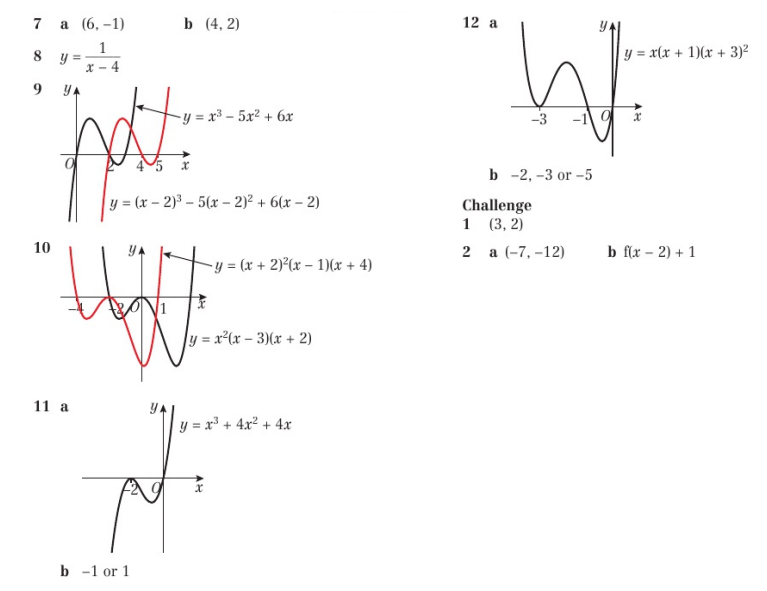 7 a (6, −1) b (4, 2)
8 y = 1/(x − 4)
9 y
y = x³ − 5x² + 6x
O 2 4 5 x
y = (x − 2)³ − 5(x − 2)² + 6(x − 2)
10 y
y = (x + 2)²(x − 1)(x + 4)
−4 −2 O 1 x
y = x²(x − 3)(x + 2)
11 a y
y = x³ + 4x² + 4x
−2 O x
b −1 or 1
12 a y
y = x(x + 1)(x + 3)²
−3 −1 O x
b −2, −3 or −5
Challenge
1 (3, 2)
2 a (−7, −12) b f(x − 2) + 1